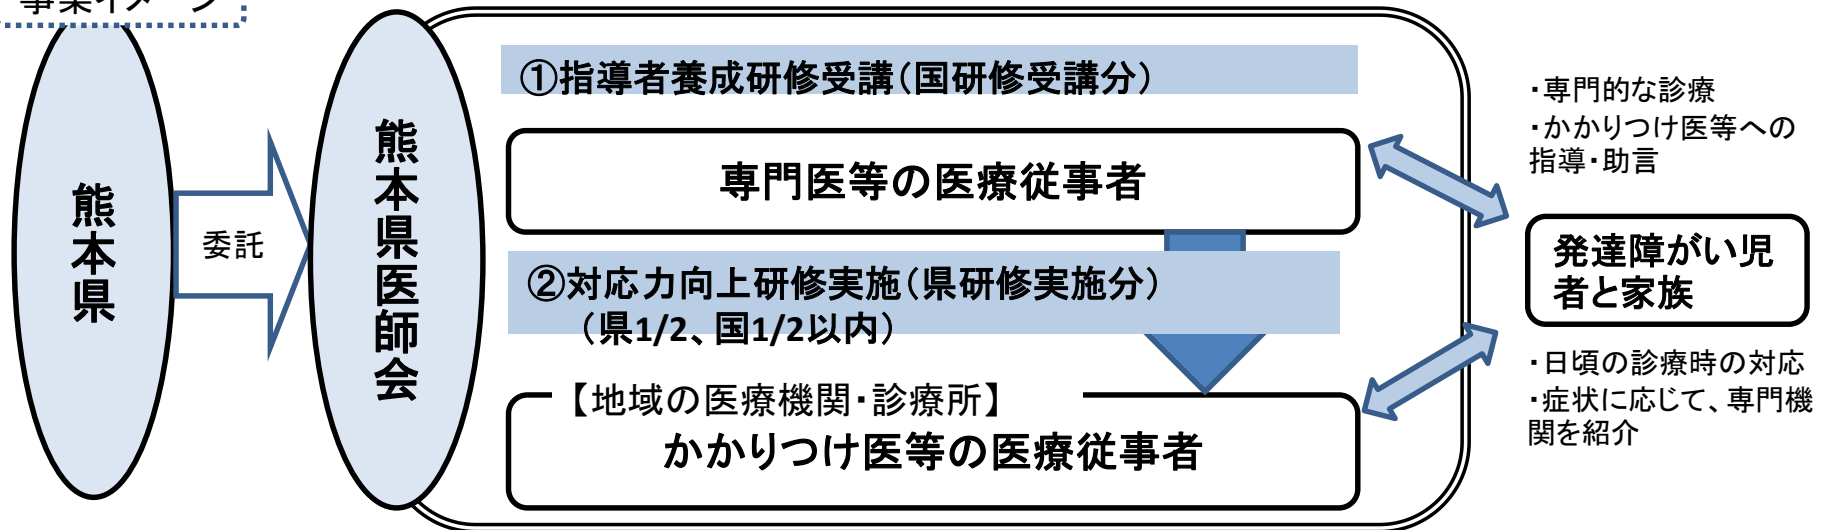 事業イメージ
熊本県
委託
熊本県医師会
①指導者養成研修受講（国研修受講分）
専門医等の医療従事者
②対応力向上研修実施（県研修実施分）
（県1/2、国1/2以内）
【地域の医療機関・診療所】
かかりつけ医等の医療従事者
・専門的な診療
・かかりつけ医等への
指導・助言
発達障がい児
者と家族
・日頃の診療時の対応
・症状に応じて、専門機
関を紹介